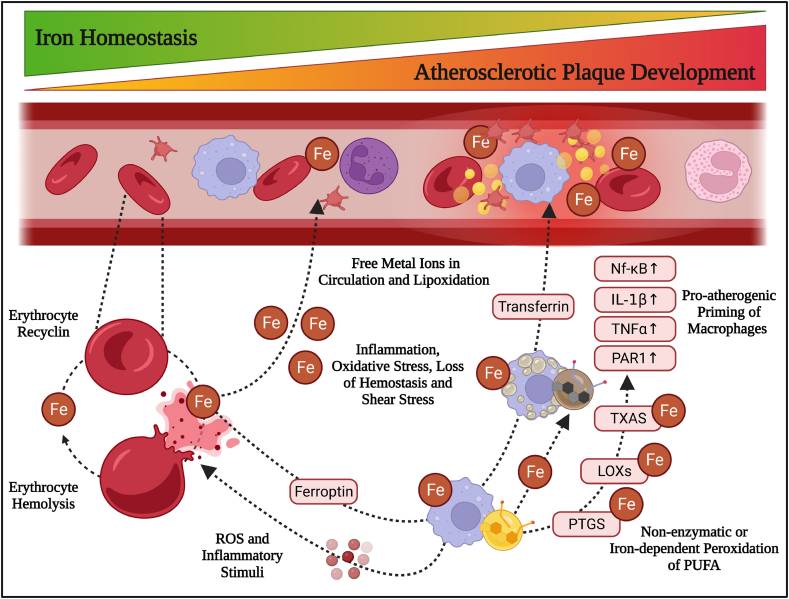 Iron Homeostasis
Atherosclerotic Plaque Development
Fe
Fe
Fe
Fe
Free Metal Ions in
Circulation and Lipoxidation
Nf-κB↑
IL-1β↑
TNFα↑
PAR1↑
Pro-atherogenic
Priming of
Macrophages
Transferrin
Erythrocyte
Recyclin
Fe
Fe
Fe
Inflammation,
Oxidative Stress, Loss
of Hemostasis and
Shear Stress
Fe
Fe
Fe
TXAS
Fe
LOXs
Fe
Fe
Erythrocyte
Hemolysis
Ferroptin
Fe
PTGS
Fe
ROS and
Inflammatory
Stimuli
Non-enzymatic or
Iron-dependent Peroxidation
of PUFA